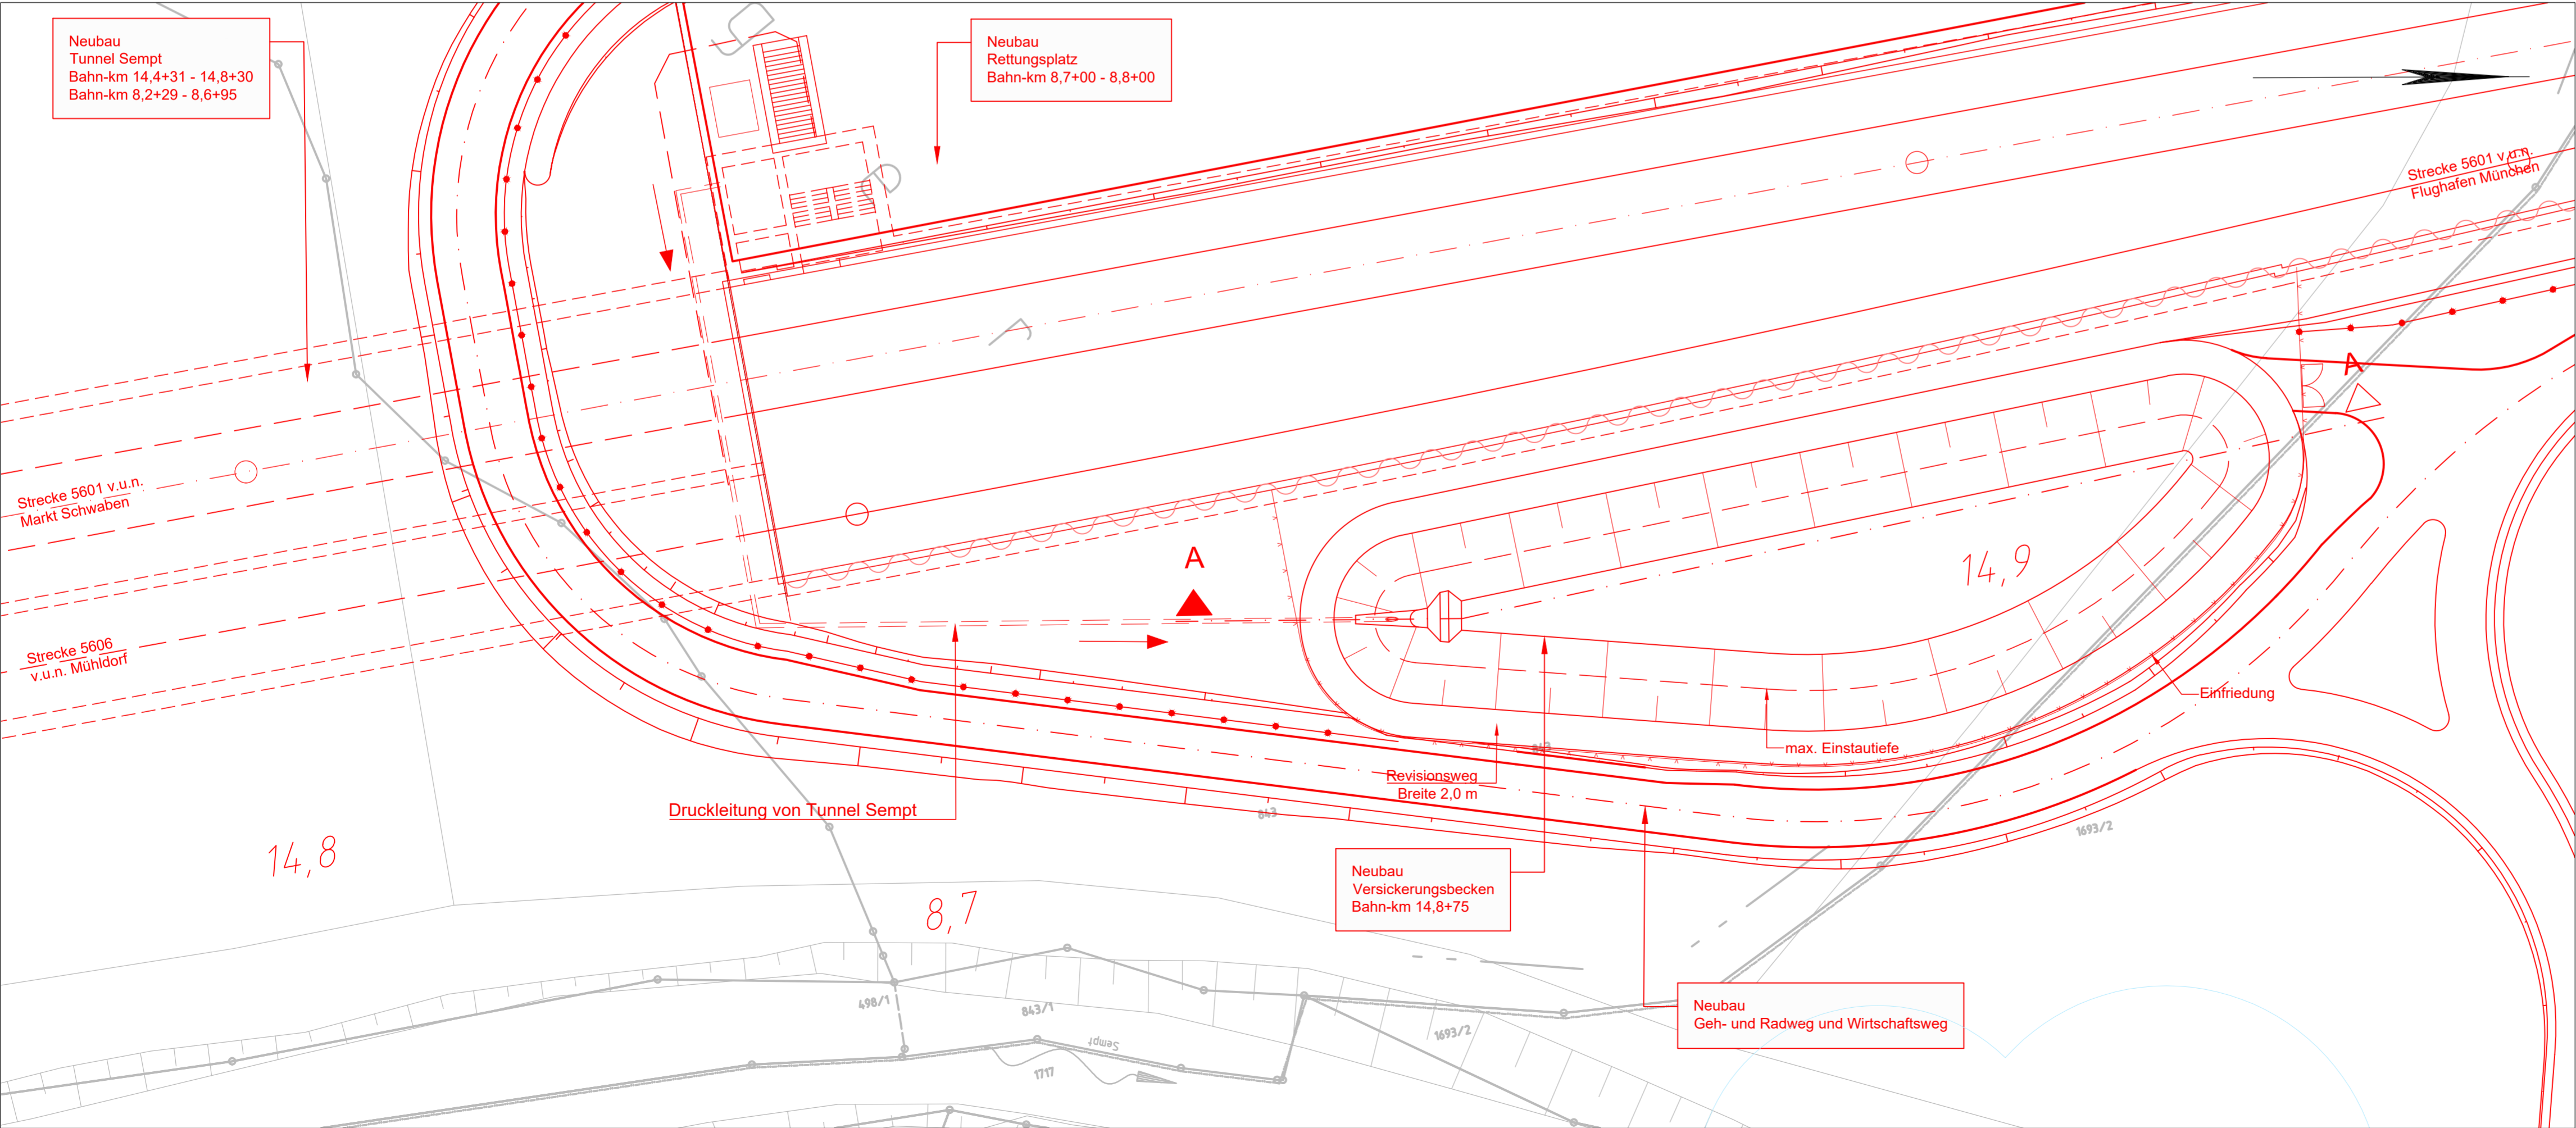 Neubau
Tunnel Sempt
Bahn-km 14,4+31 - 14,8+30
Bahn-km 8,2+29 - 8,6+95
Neubau
Rettungsplatz
Bahn-km 8,7+00 - 8,8+00
Strecke 5601 v.u.n.
Flughafen München
Strecke 5601 v.u.n.
Markt Schwaben
Strecke 5606
v.u.n. Mühldorf
A
A
14,9
Einfriedung
max. Einstautiefe
843
Revisionsweg
Breite 2,0 m
Druckleitung von Tunnel Sempt
843
1693/2
14,8
8,7
Neubau
Versickerungsbecken
Bahn-km 14,8+75
Neubau
Geh- und Radweg und Wirtschaftsweg
498/1
843/1
1693/2
Sempt
1717